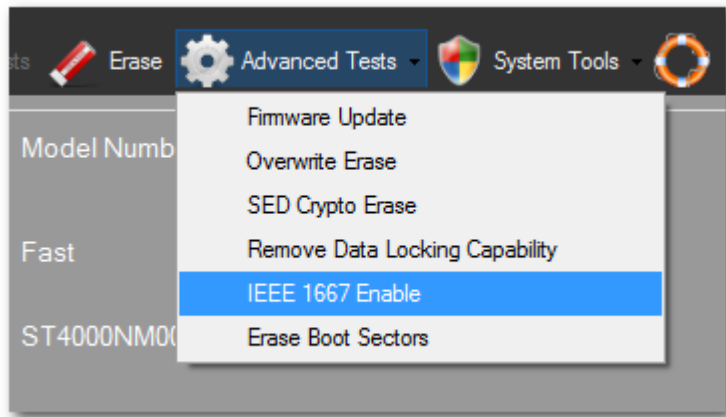 Erase Advanced Tests System Tools
Firmware Update
Model Numb
Overwrite Erase
SED Crypto Erase
Fast
Remove Data Locking Capability
IEEE 1667 Enable
ST4000NM00
Erase Boot Sectors